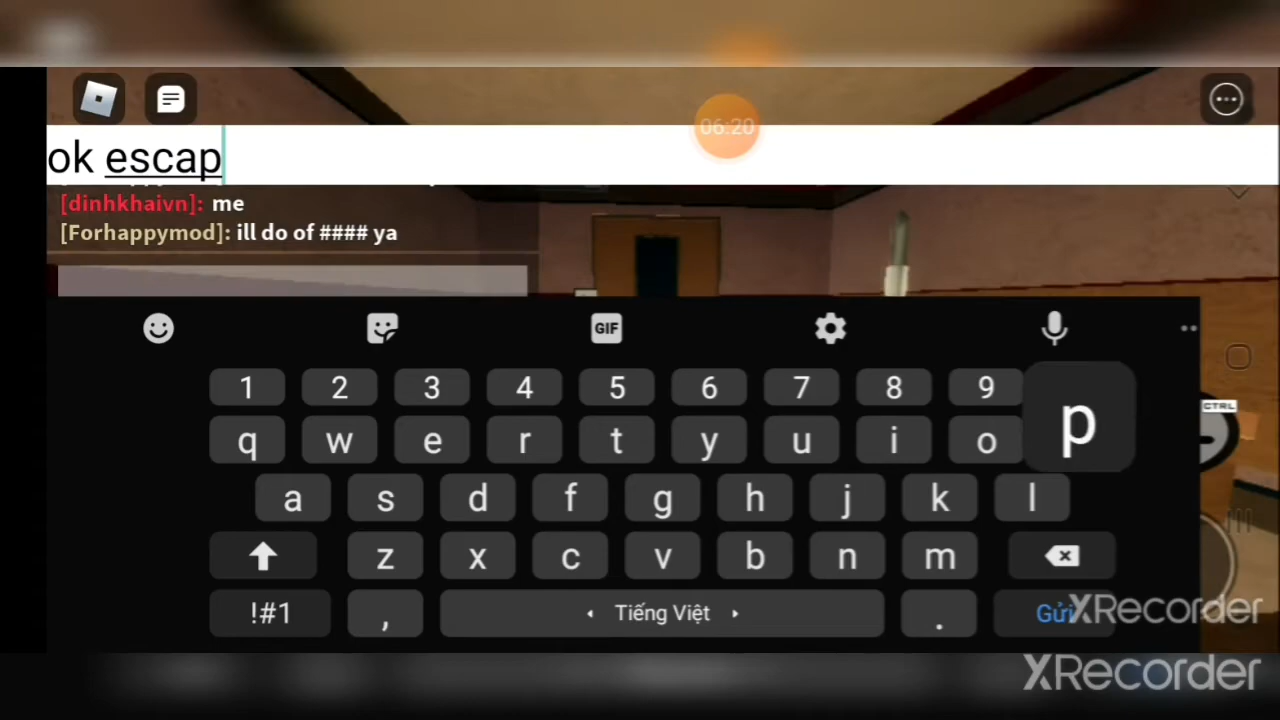 06:20
ok escap
[dinhkhaivn]: me
[Forhappymod]: ill do of #### ya
GIF
1 2 3 4 5 6 7 8 9
q w e r t y u i o p
CTRL
a s d f g h j k l
z x c v b n m
!#1 , Tiếng Việt . Gửi
XRecorder
XRecorder